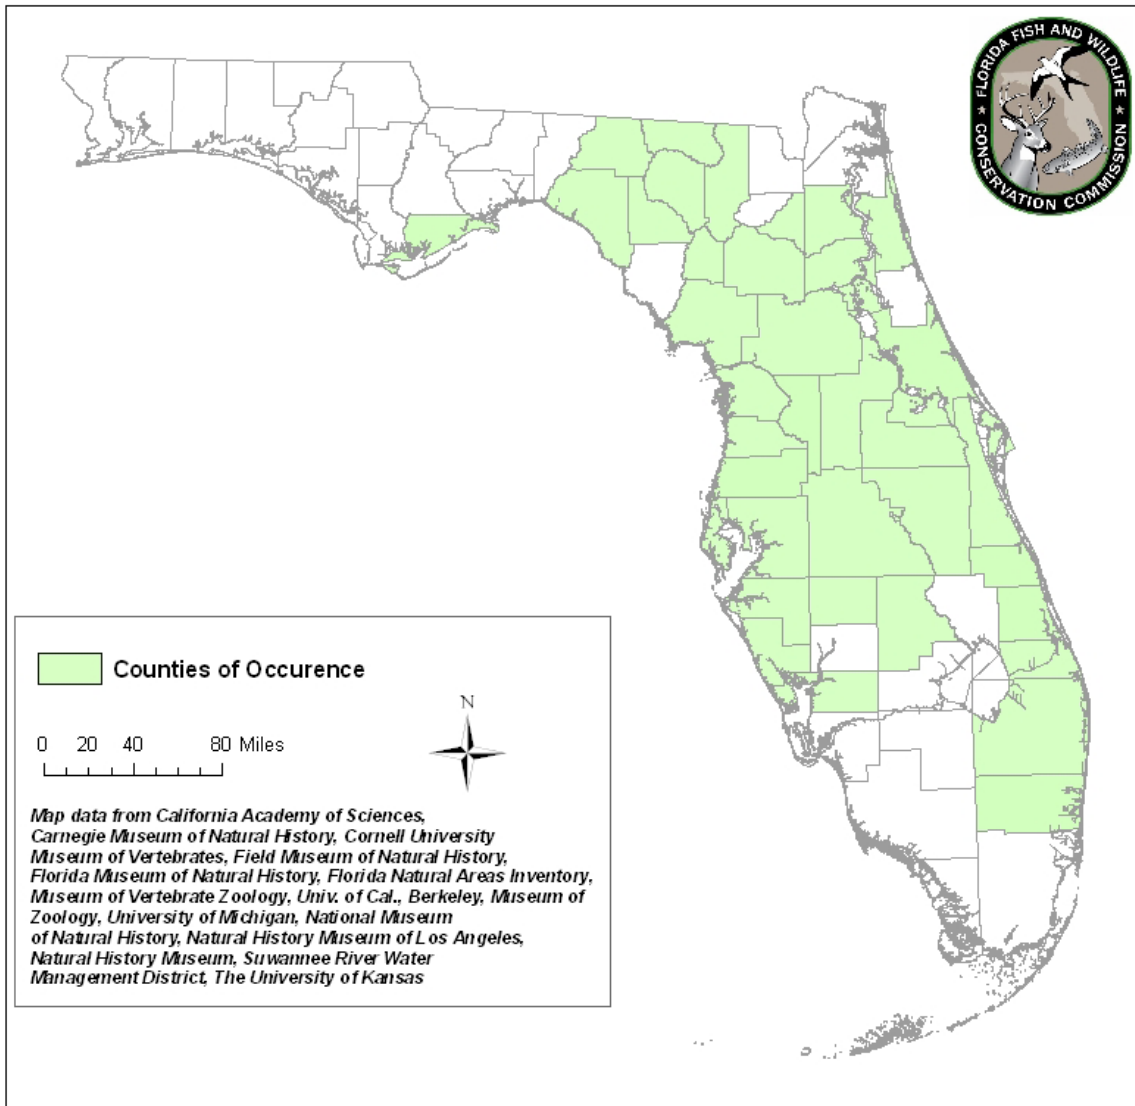 FLORIDA FISH AND WILDLIFE
CONSERVATION COMMISSION
Counties of Occurence
N
0 20 40 80 Miles
Map data from California Academy of Sciences,
Carnegie Museum of Natural History, Cornell University
Museum of Vertebrates, Field Museum of Natural History,
Florida Museum of Natural History, Florida Natural Areas Inventory,
Museum of Vertebrate Zoology, Univ. of Cal., Berkeley, Museum of
Zoology, University of Michigan, National Museum
of Natural History, Natural History Museum of Los Angeles,
Natural History Museum, Suwannee River Water
Management District, The University of Kansas